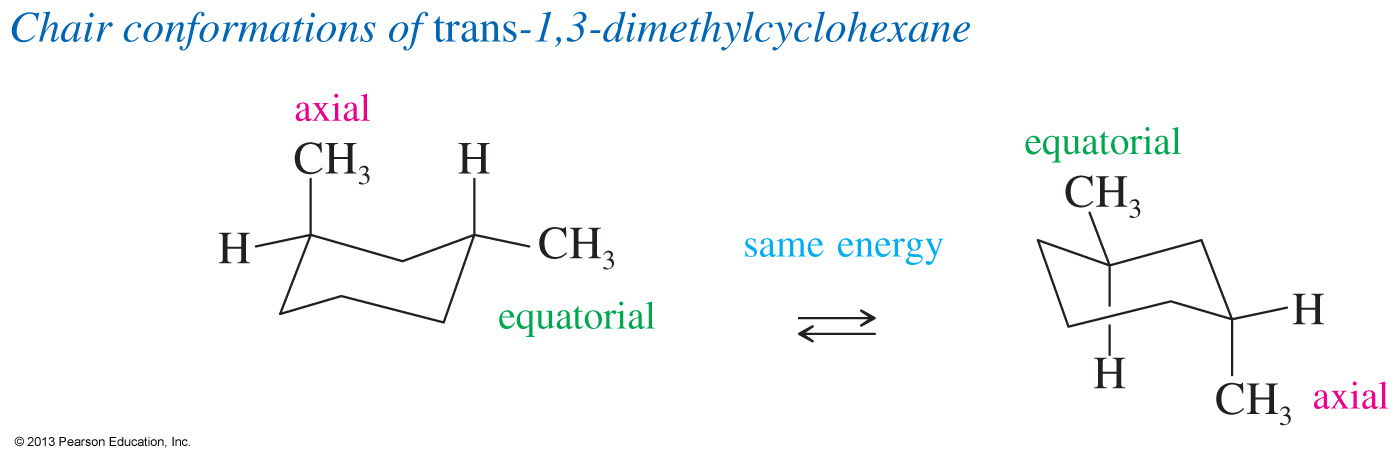 Chair conformations of trans-1,3-dimethylcyclohexane
axial
CH₃ H
H CH₃
equatorial
same energy
equatorial
CH₃
H
H
CH₃ axial
© 2013 Pearson Education, Inc.